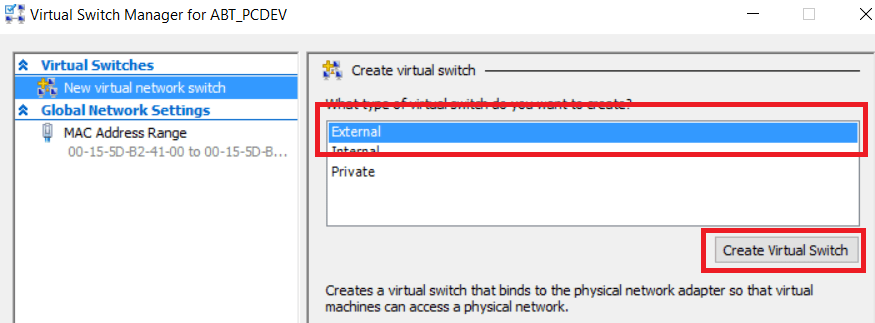 Virtual Switch Manager for ABT_PCDEV
Virtual Switches
New virtual network switch
Global Network Settings
MAC Address Range
00-15-5D-B2-41-00 to 00-15-5D-B...
Create virtual switch
What type of virtual switch do you want to create?
External
Internal
Private
Create Virtual Switch
Creates a virtual switch that binds to the physical network adapter so that virtual
machines can access a physical network.